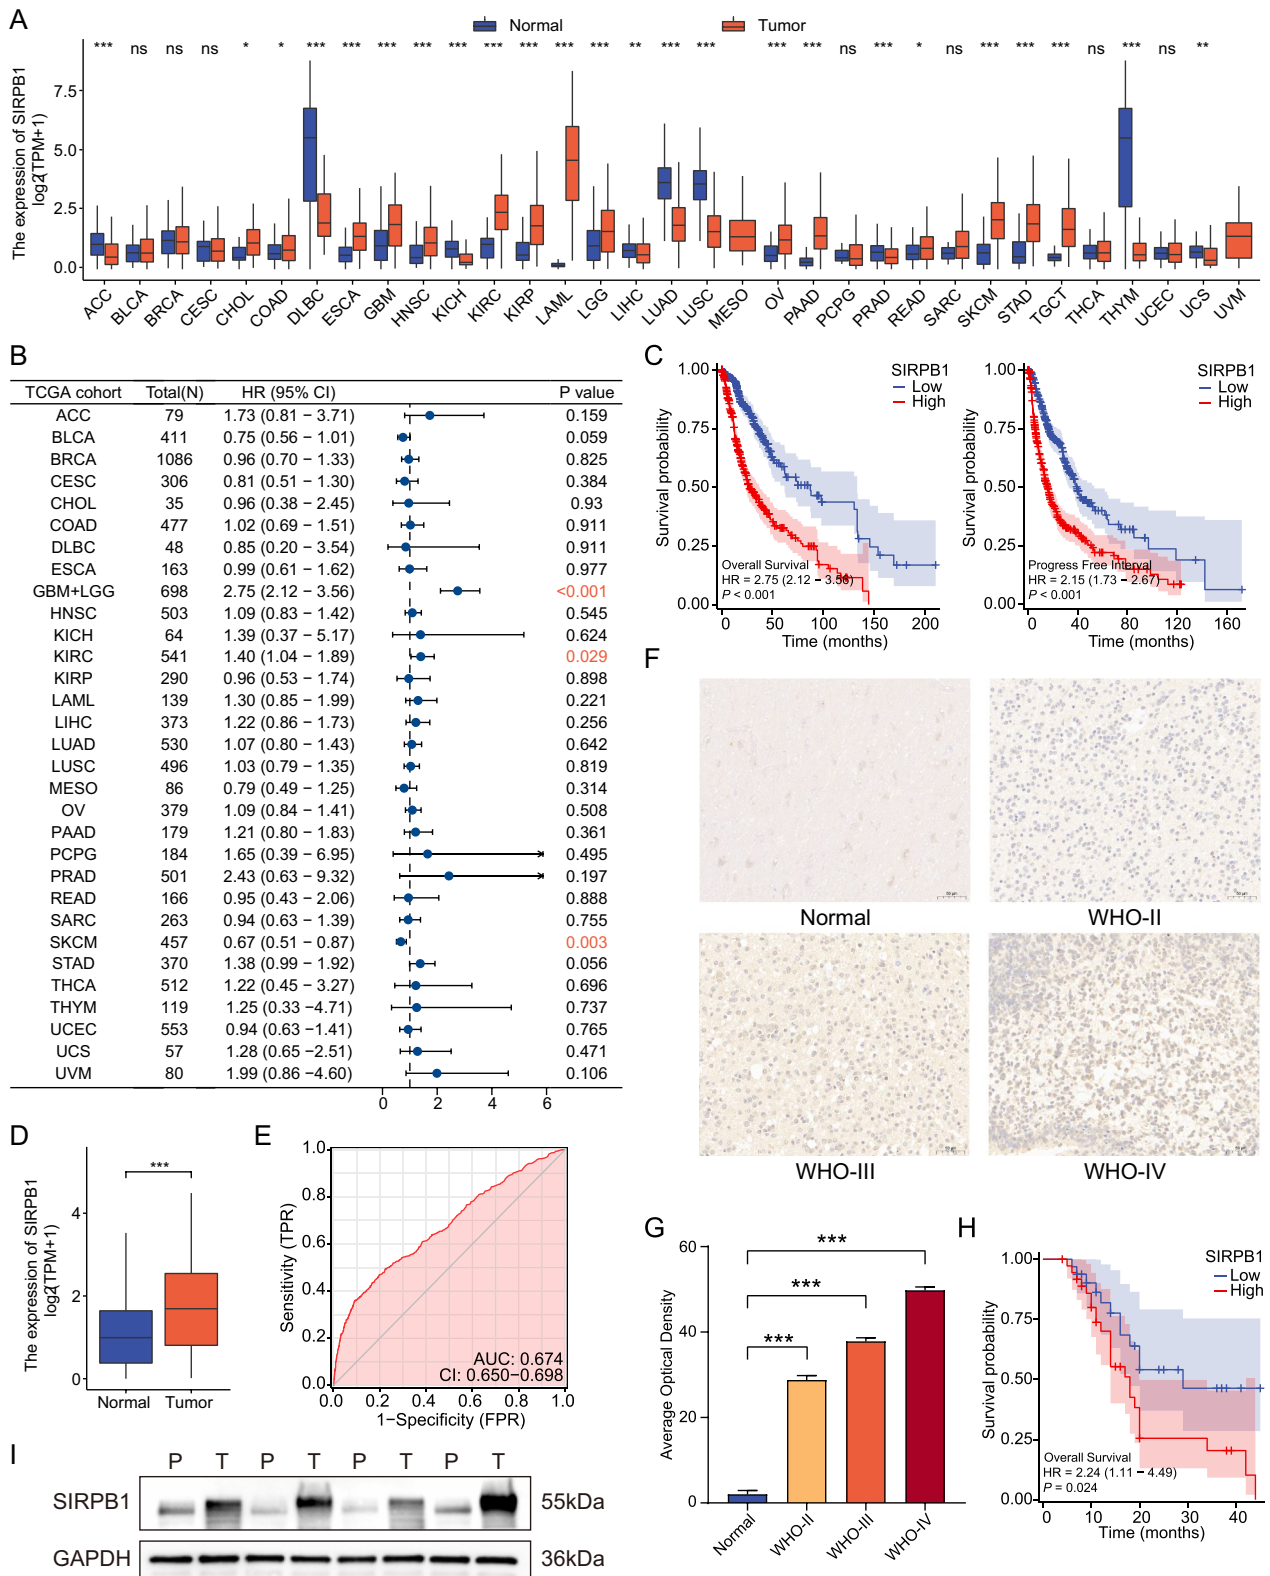 A
Normal
Tumor
*** ns ns ns * * *** *** *** *** *** *** *** *** *** ** *** *** *** *** ns *** * ns *** *** *** ns *** ns **
The expression of SIRPB1
log2(TPM+1)
7.5
5.0
2.5
0.0
ACC BLCA BRCA CESC CHOL COAD DLBC ESCA GBM HNSC KICH KIRC KIRP LAML LGG LIHC LUAD LUSC MESO OV PAAD PCPG PRAD READ SARC SKCM STAD TGCT THCA THYM UCEC UCS UVM
B
TCGA cohort Total(N) HR (95% CI) P value
ACC 79 1.73 (0.81 − 3.71) 0.159
BLCA 411 0.75 (0.56 − 1.01) 0.059
BRCA 1086 0.96 (0.70 − 1.33) 0.825
CESC 306 0.81 (0.51 − 1.30) 0.384
CHOL 35 0.96 (0.38 − 2.45) 0.93
COAD 477 1.02 (0.69 − 1.51) 0.911
DLBC 48 0.85 (0.20 − 3.54) 0.911
ESCA 163 0.99 (0.61 − 1.62) 0.977
GBM+LGG 698 2.75 (2.12 − 3.56) <0.001
HNSC 503 1.09 (0.83 − 1.42) 0.545
KICH 64 1.39 (0.37 − 5.17) 0.624
KIRC 541 1.40 (1.04 − 1.89) 0.029
KIRP 290 0.96 (0.53 − 1.74) 0.898
LAML 139 1.30 (0.85 − 1.99) 0.221
LIHC 373 1.22 (0.86 − 1.73) 0.256
LUAD 530 1.07 (0.80 − 1.43) 0.642
LUSC 496 1.03 (0.79 − 1.35) 0.819
MESO 86 0.79 (0.49 − 1.25) 0.314
OV 379 1.09 (0.84 − 1.41) 0.508
PAAD 179 1.21 (0.80 − 1.83) 0.361
PCPG 184 1.65 (0.39 − 6.95) 0.495
PRAD 501 2.43 (0.63 − 9.32) 0.197
READ 166 0.95 (0.43 − 2.06) 0.888
SARC 263 0.94 (0.63 − 1.39) 0.755
SKCM 457 0.67 (0.51 − 0.87) 0.003
STAD 370 1.38 (0.99 − 1.92) 0.056
THCA 512 1.22 (0.45 − 3.27) 0.696
THYM 119 1.25 (0.33 −4.71) 0.737
UCEC 553 0.94 (0.63 −1.41) 0.765
UCS 57 1.28 (0.65 −2.51) 0.471
UVM 80 1.99 (0.86 −4.60) 0.106
0 2 4 6
C
SIRPB1
Low
High
Survival probability
1.00
0.75
0.50
0.25
0.00
Overall Survival
HR = 2.75 (2.12 − 3.56)
P < 0.001
0 50 100 150 200
Time (months)
SIRPB1
Low
High
Survival probability
1.00
0.75
0.50
0.25
0.00
Progress Free Interval
HR = 2.15 (1.73 − 2.67)
P < 0.001
0 40 80 120 160
Time (months)
F
Normal
WHO-II
WHO-III
WHO-IV
D
The expression of SIRPB1
log2(TPM+1)
***
4
2
0
Normal Tumor
E
Sensitivity (TPR)
1.0
0.8
0.6
0.4
0.2
0.0
AUC: 0.674
CI: 0.650−0.698
0.0 0.2 0.4 0.6 0.8 1.0
1−Specificity (FPR)
G
Average Optical Density
60
40
20
0
***
***
***
Normal WHO-II WHO-III WHO-IV
H
SIRPB1
Low
High
Survival probability
1.00
0.75
0.50
0.25
0.00
Overall Survival
HR = 2.24 (1.11 − 4.49)
P = 0.024
0 10 20 30 40
Time (months)
I
P T P T P T P T
SIRPB1 55kDa
GAPDH 36kDa